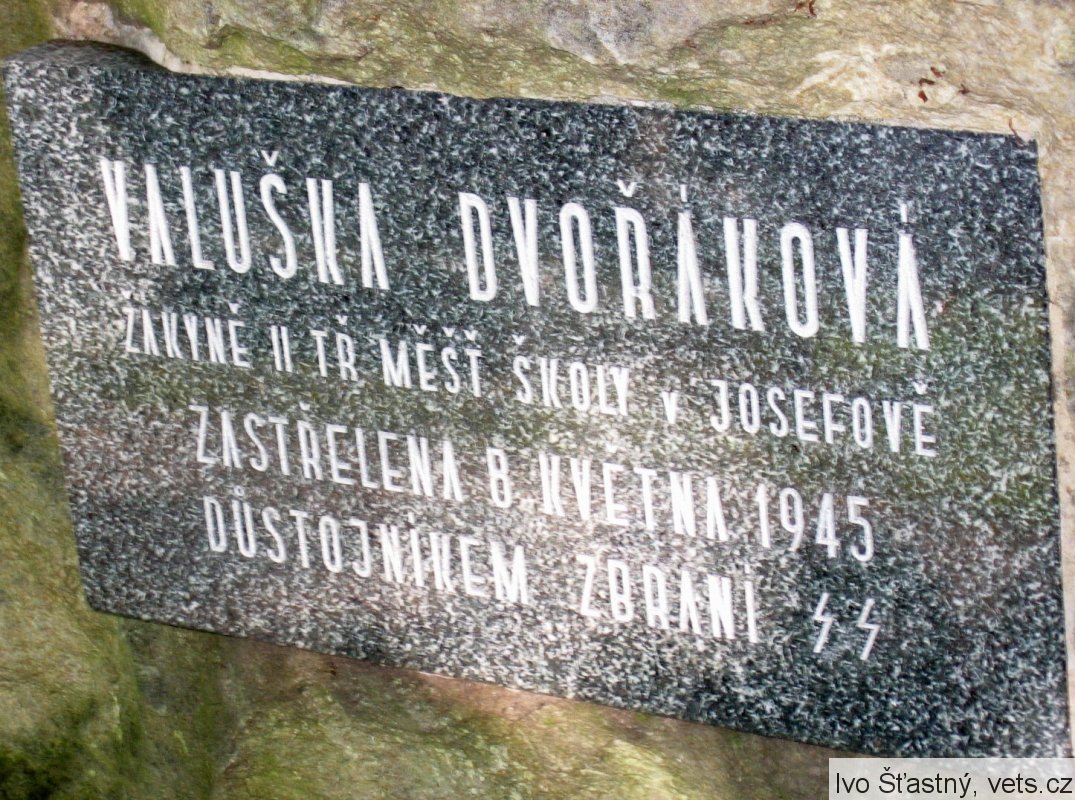 VALUŠKA DVOŘÁKOVÁ
ŽÁKYNĚ II TŘ MĚŠŤ ŠKOLY v JOSEFOVĚ
ZASTŘELENA 8. KVĚTNA 1945
DŮSTOJNÍKEM ZBRANÍ SS
Ivo Šťastný, vets.cz